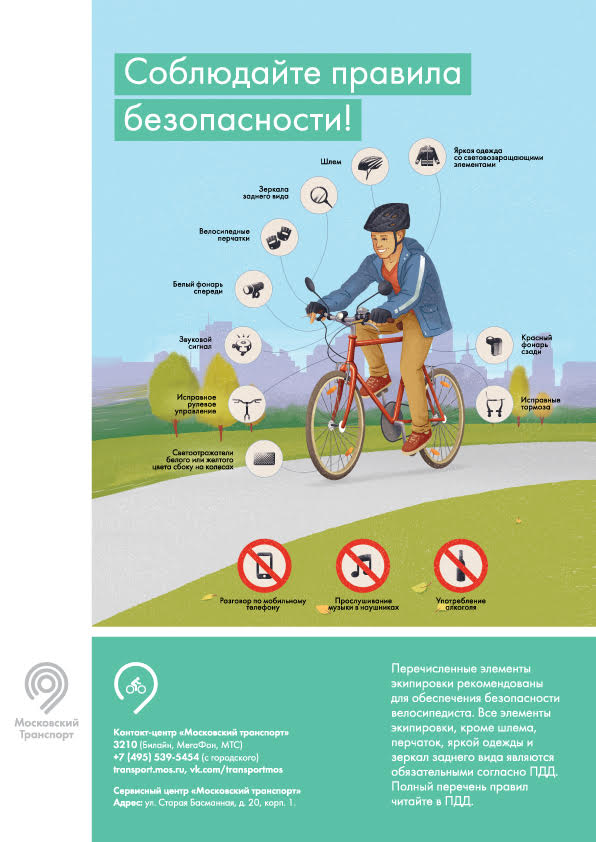 Соблюдайте правила
безопасности!
Яркая одежда
со световозвращающими
элементами
Шлем
Зеркала
заднего вида
Велосипедные
перчатки
Белый фонарь
спереди
Звуковой
сигнал
Красный
фонарь
сзади
Исправное
рулевое
управление
Исправные
тормоза
Светоотражатели
белого или желтого
цвета сбоку на колесах
Разговор по мобильному
телефону
Прослушивание
музыки в наушниках
Употребление
алкоголя
Московский
Транспорт
Контакт-центр «Московский транспорт»
3210 (Билайн, МегаФон, МТС)
+7 (495) 539-5454 (с городского)
transport.mos.ru, vk.com/transportmos
Сервисный центр «Московский транспорт»
Адрес: ул. Старая Басманная, д. 20, корп. 1.
Перечисленные элементы
экипировки рекомендованы
для обеспечения безопасности
велосипедиста. Все элементы
экипировки, кроме шлема,
перчаток, яркой одежды и
зеркал заднего вида являются
обязательными согласно ПДД.
Полный перечень правил
читайте в ПДД.